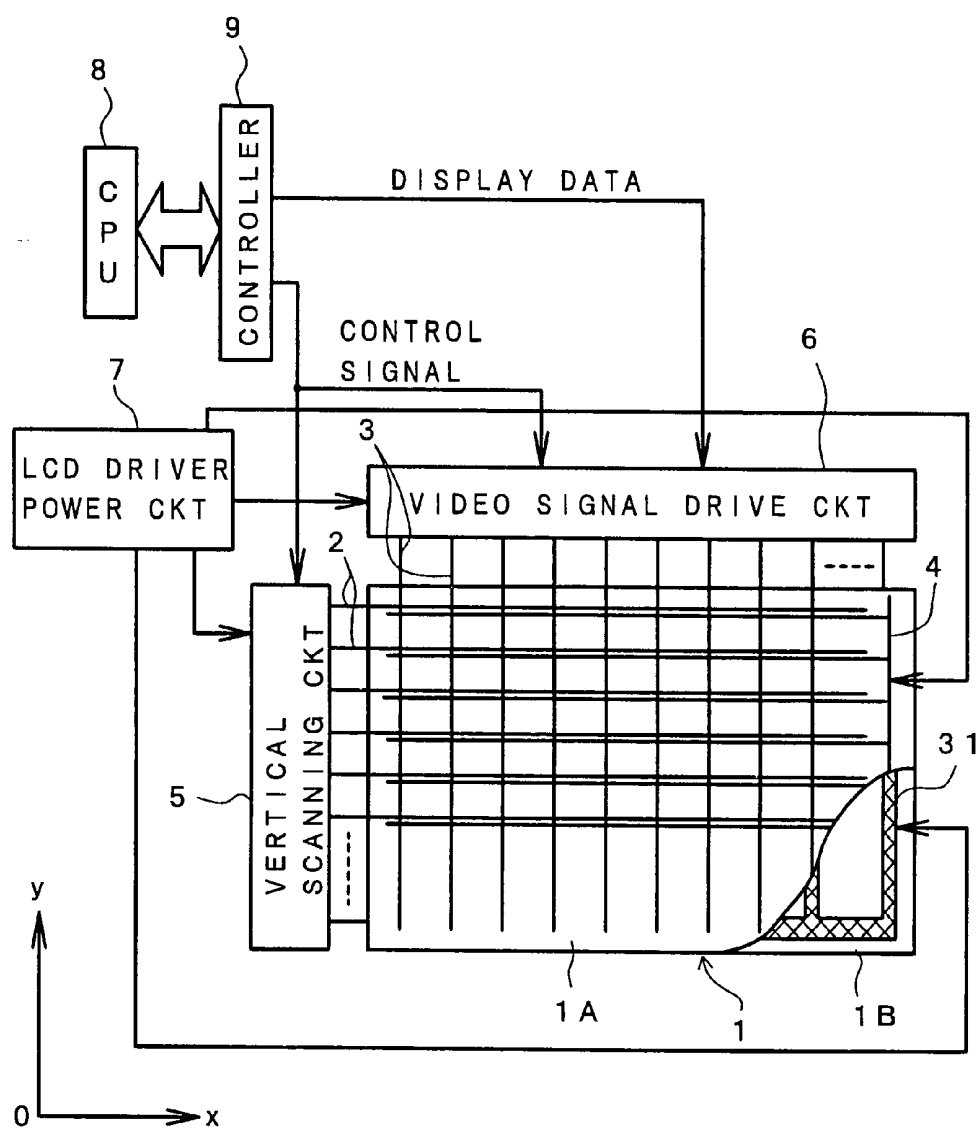 9
8
CPU
CONTROLLER
DISPLAY DATA
CONTROL
SIGNAL
6
7
3
LCD DRIVER
POWER CKT
VIDEO SIGNAL DRIVE CKT
2
4
VERTICAL
SCANNING CKT
31
5
y
1A
1
1B
0
x